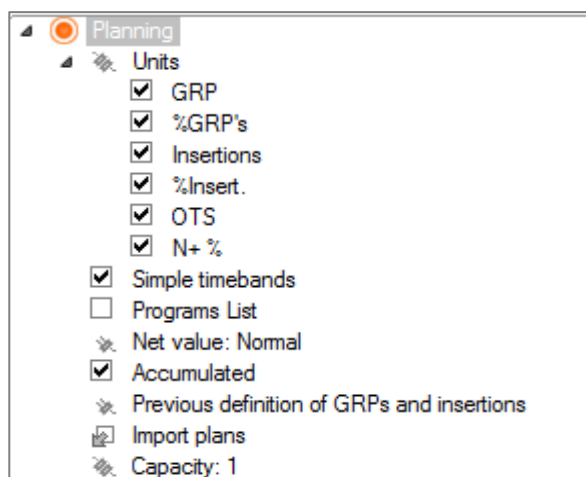 Planning
Units
GRP
%GRP's
Insertions
%Insert.
OTS
N+ %
Simple timebands
Programs List
Net value: Normal
Accumulated
Previous definition of GRPs and insertions
Import plans
Capacity: 1